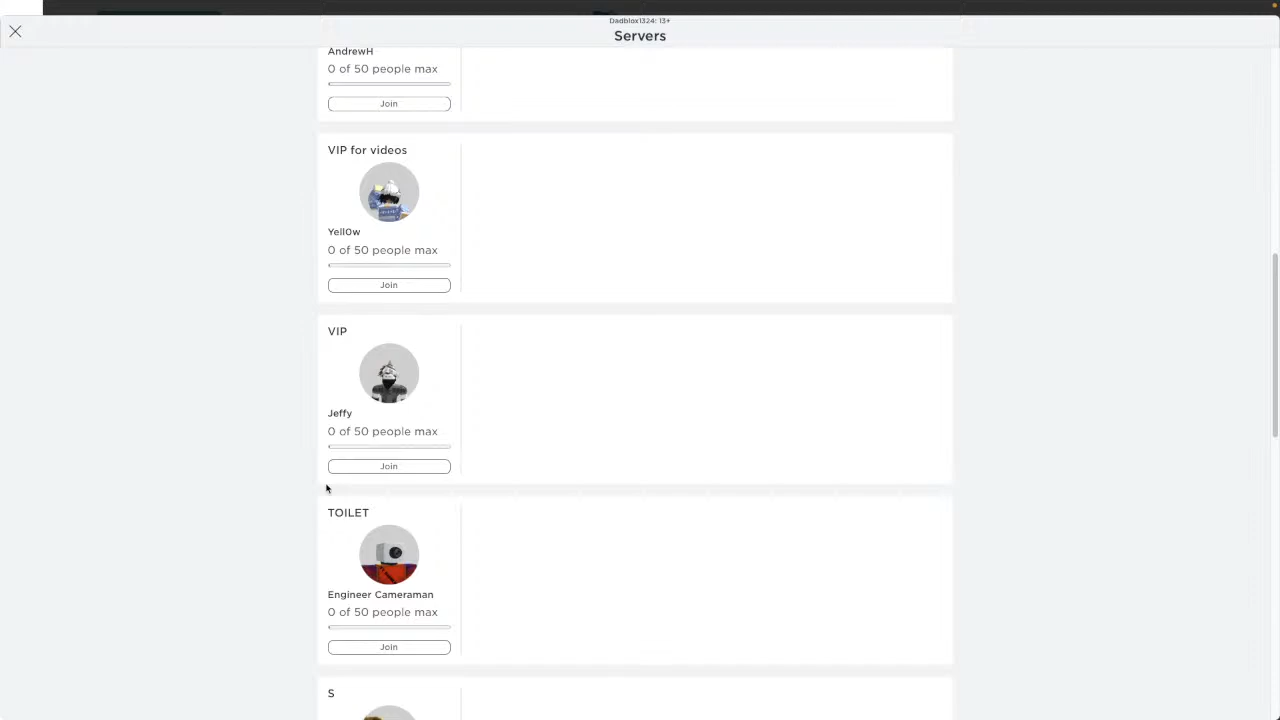 Dadblox1324: 13+
Servers
AndrewH
0 of 50 people max
Join
VIP for videos
Yell0w
0 of 50 people max
Join
VIP
Jeffy
0 of 50 people max
Join
TOILET
Engineer Cameraman
0 of 50 people max
Join
S